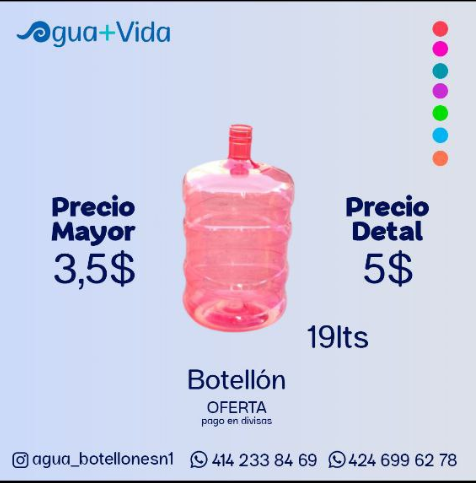 Agua+Vida
Precio
Mayor
3,5$
Precio
Detal
5$
19lts
Botellón
OFERTA
pago en divisas
agua_botellonesn1 414 233 84 69 424 699 62 78